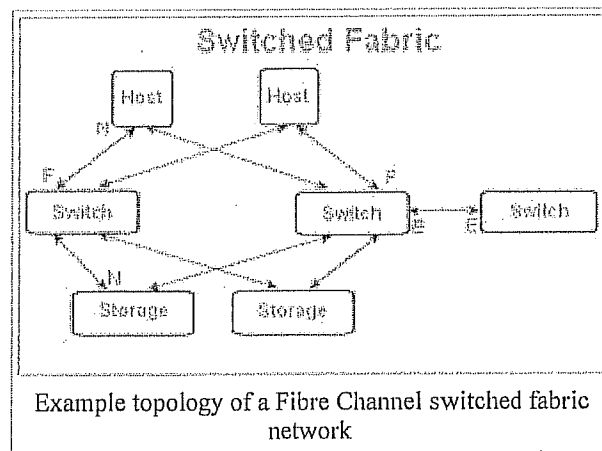 Switched Fabric
Host
Host
N
F
F
Switch
Switch
E
E
Switch
F
N
Storage
Storage
Example topology of a Fibre Channel switched fabric
network